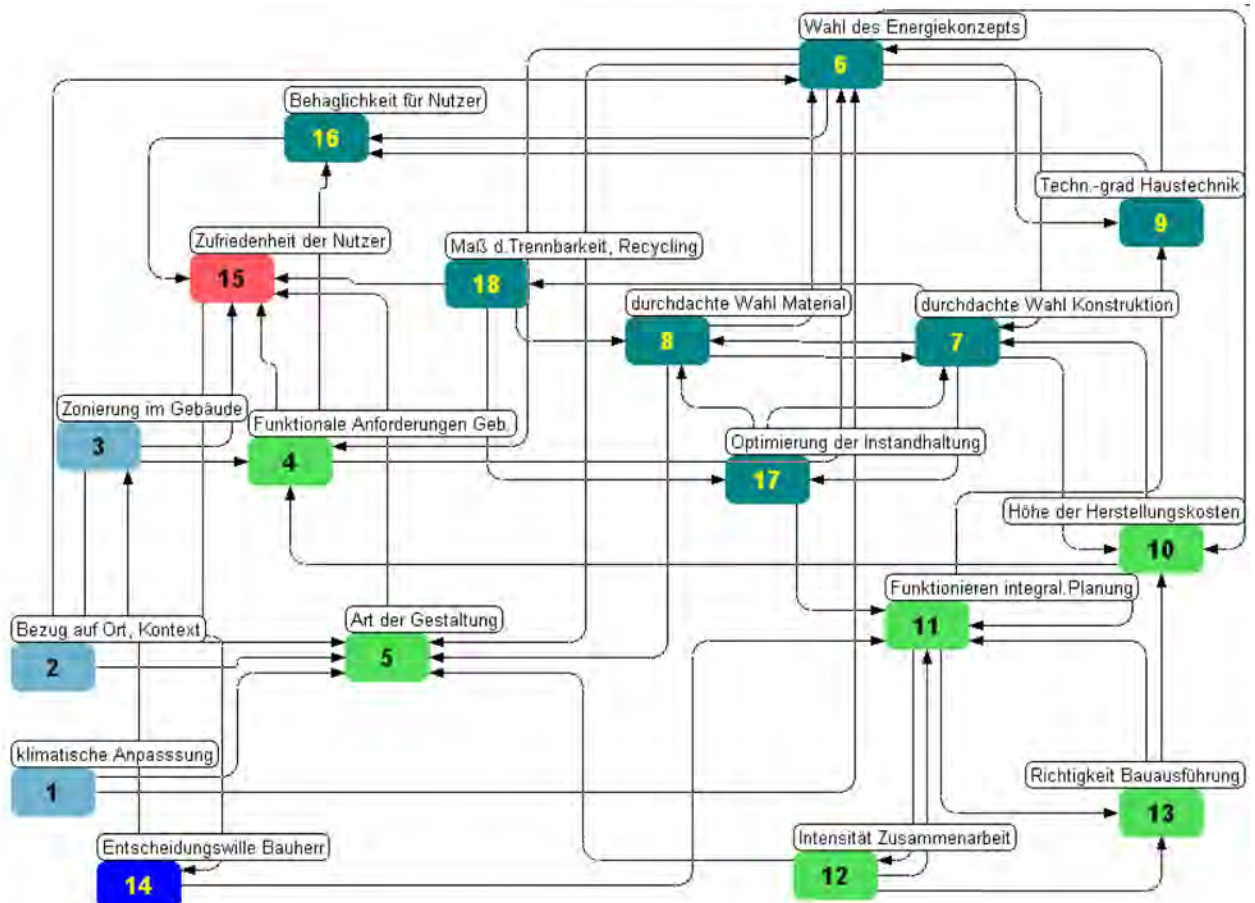 Wahl des Energiekonzepts
6
Behaglichkeit für Nutzer
16
Techn.-grad Haustechnik
9
Zufriedenheit der Nutzer
15
Maß d.Trennbarkeit, Recycling
18
durchdachte Wahl Material
8
durchdachte Wahl Konstruktion
7
Zonierung im Gebäude
3
Funktionale Anforderungen Geb.
4
Optimierung der Instandhaltung
17
Höhe der Herstellungskosten
10
Funktionieren integral.Planung
11
Bezug auf Ort, Kontext
2
Art der Gestaltung
5
klimatische Anpasssung
1
Richtigkeit Bauausführung
13
Entscheidungswille Bauherr
14
Intensität Zusammenarbeit
12